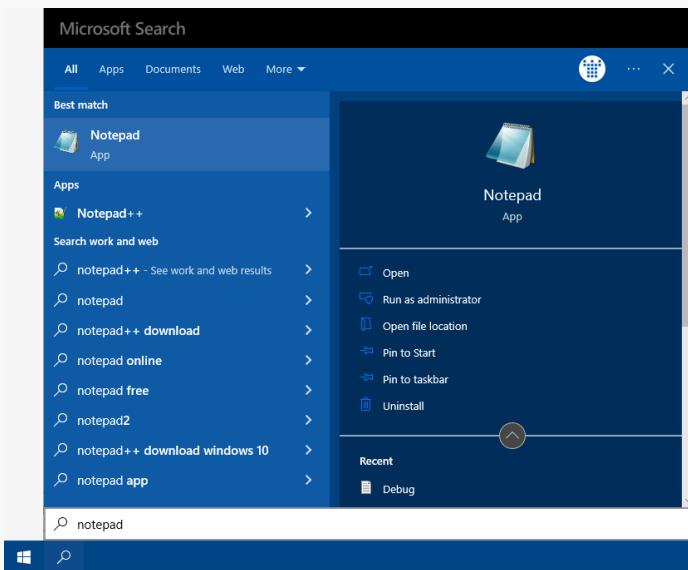 Microsoft Search
All Apps Documents Web More
Best match
Notepad
App
Apps
Notepad++
Search work and web
notepad++ - See work and web results
notepad
notepad++ download
notepad online
notepad free
notepad2
notepad++ download windows 10
notepad app
Notepad
App
Open
Run as administrator
Open file location
Pin to Start
Pin to taskbar
Uninstall
Recent
Debug
notepad